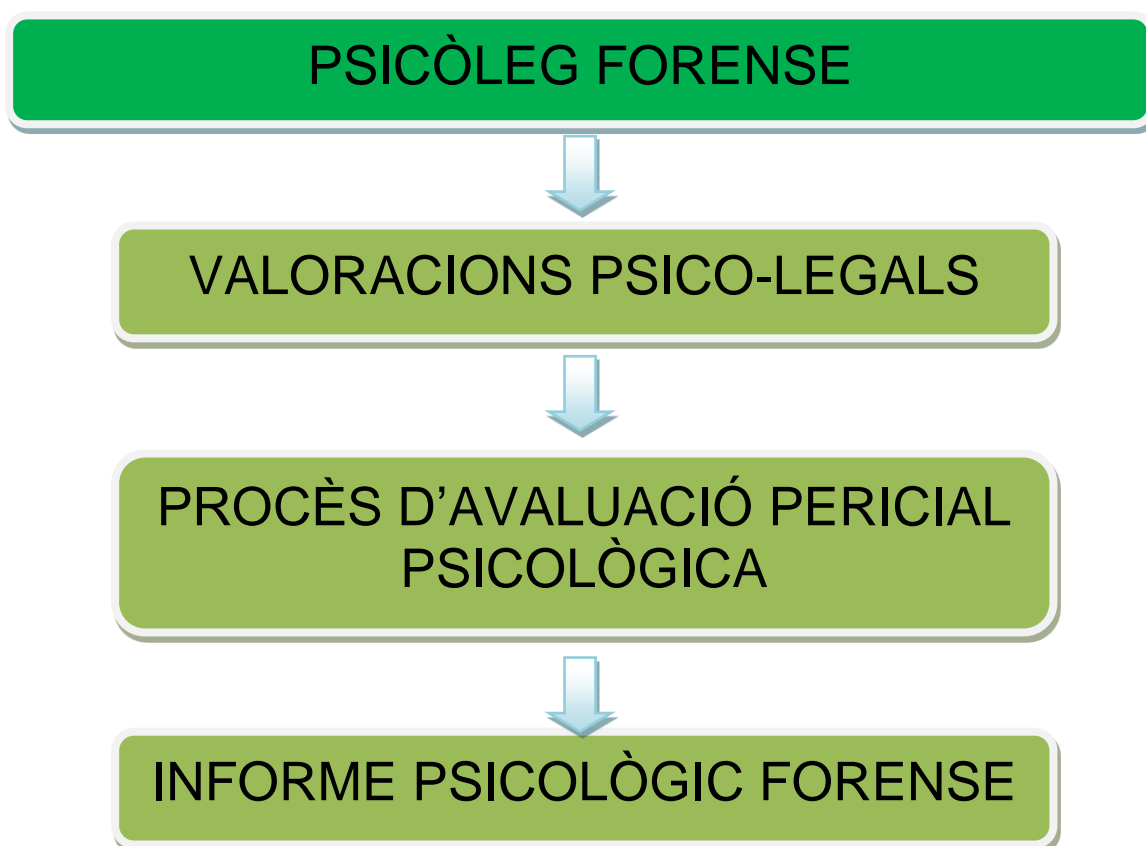 PSICÒLEG FORENSE
VALORACIONS PSICO-LEGALS
PROCÈS D’AVALUACIÓ PERICIAL
PSICOLÒGICA
INFORME PSICOLÒGIC FORENSE